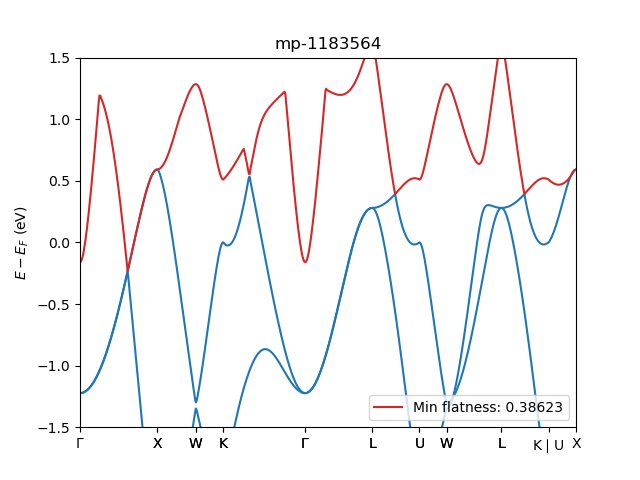 mp-1183564
1.5
1.0
0.5
0.0
−0.5
−1.0
−1.5
E − E_F (eV)
Min flatness: 0.38623
Γ X W K Γ L U W L K | U X